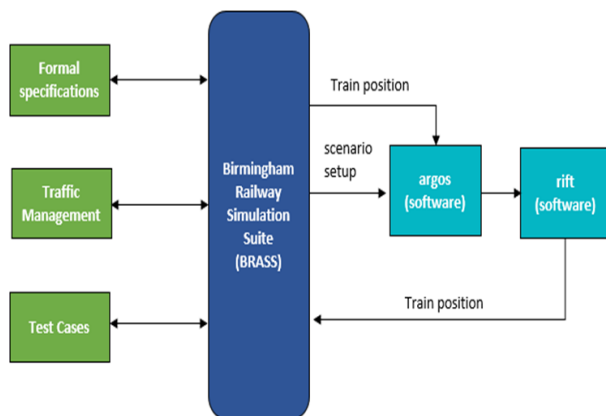 Formal
specifications
Traffic
Management
Test Cases
Birmingham
Railway
Simulation
Suite
(BRASS)
Train position
scenario
setup
argos
(software)
rift
(software)
Train position